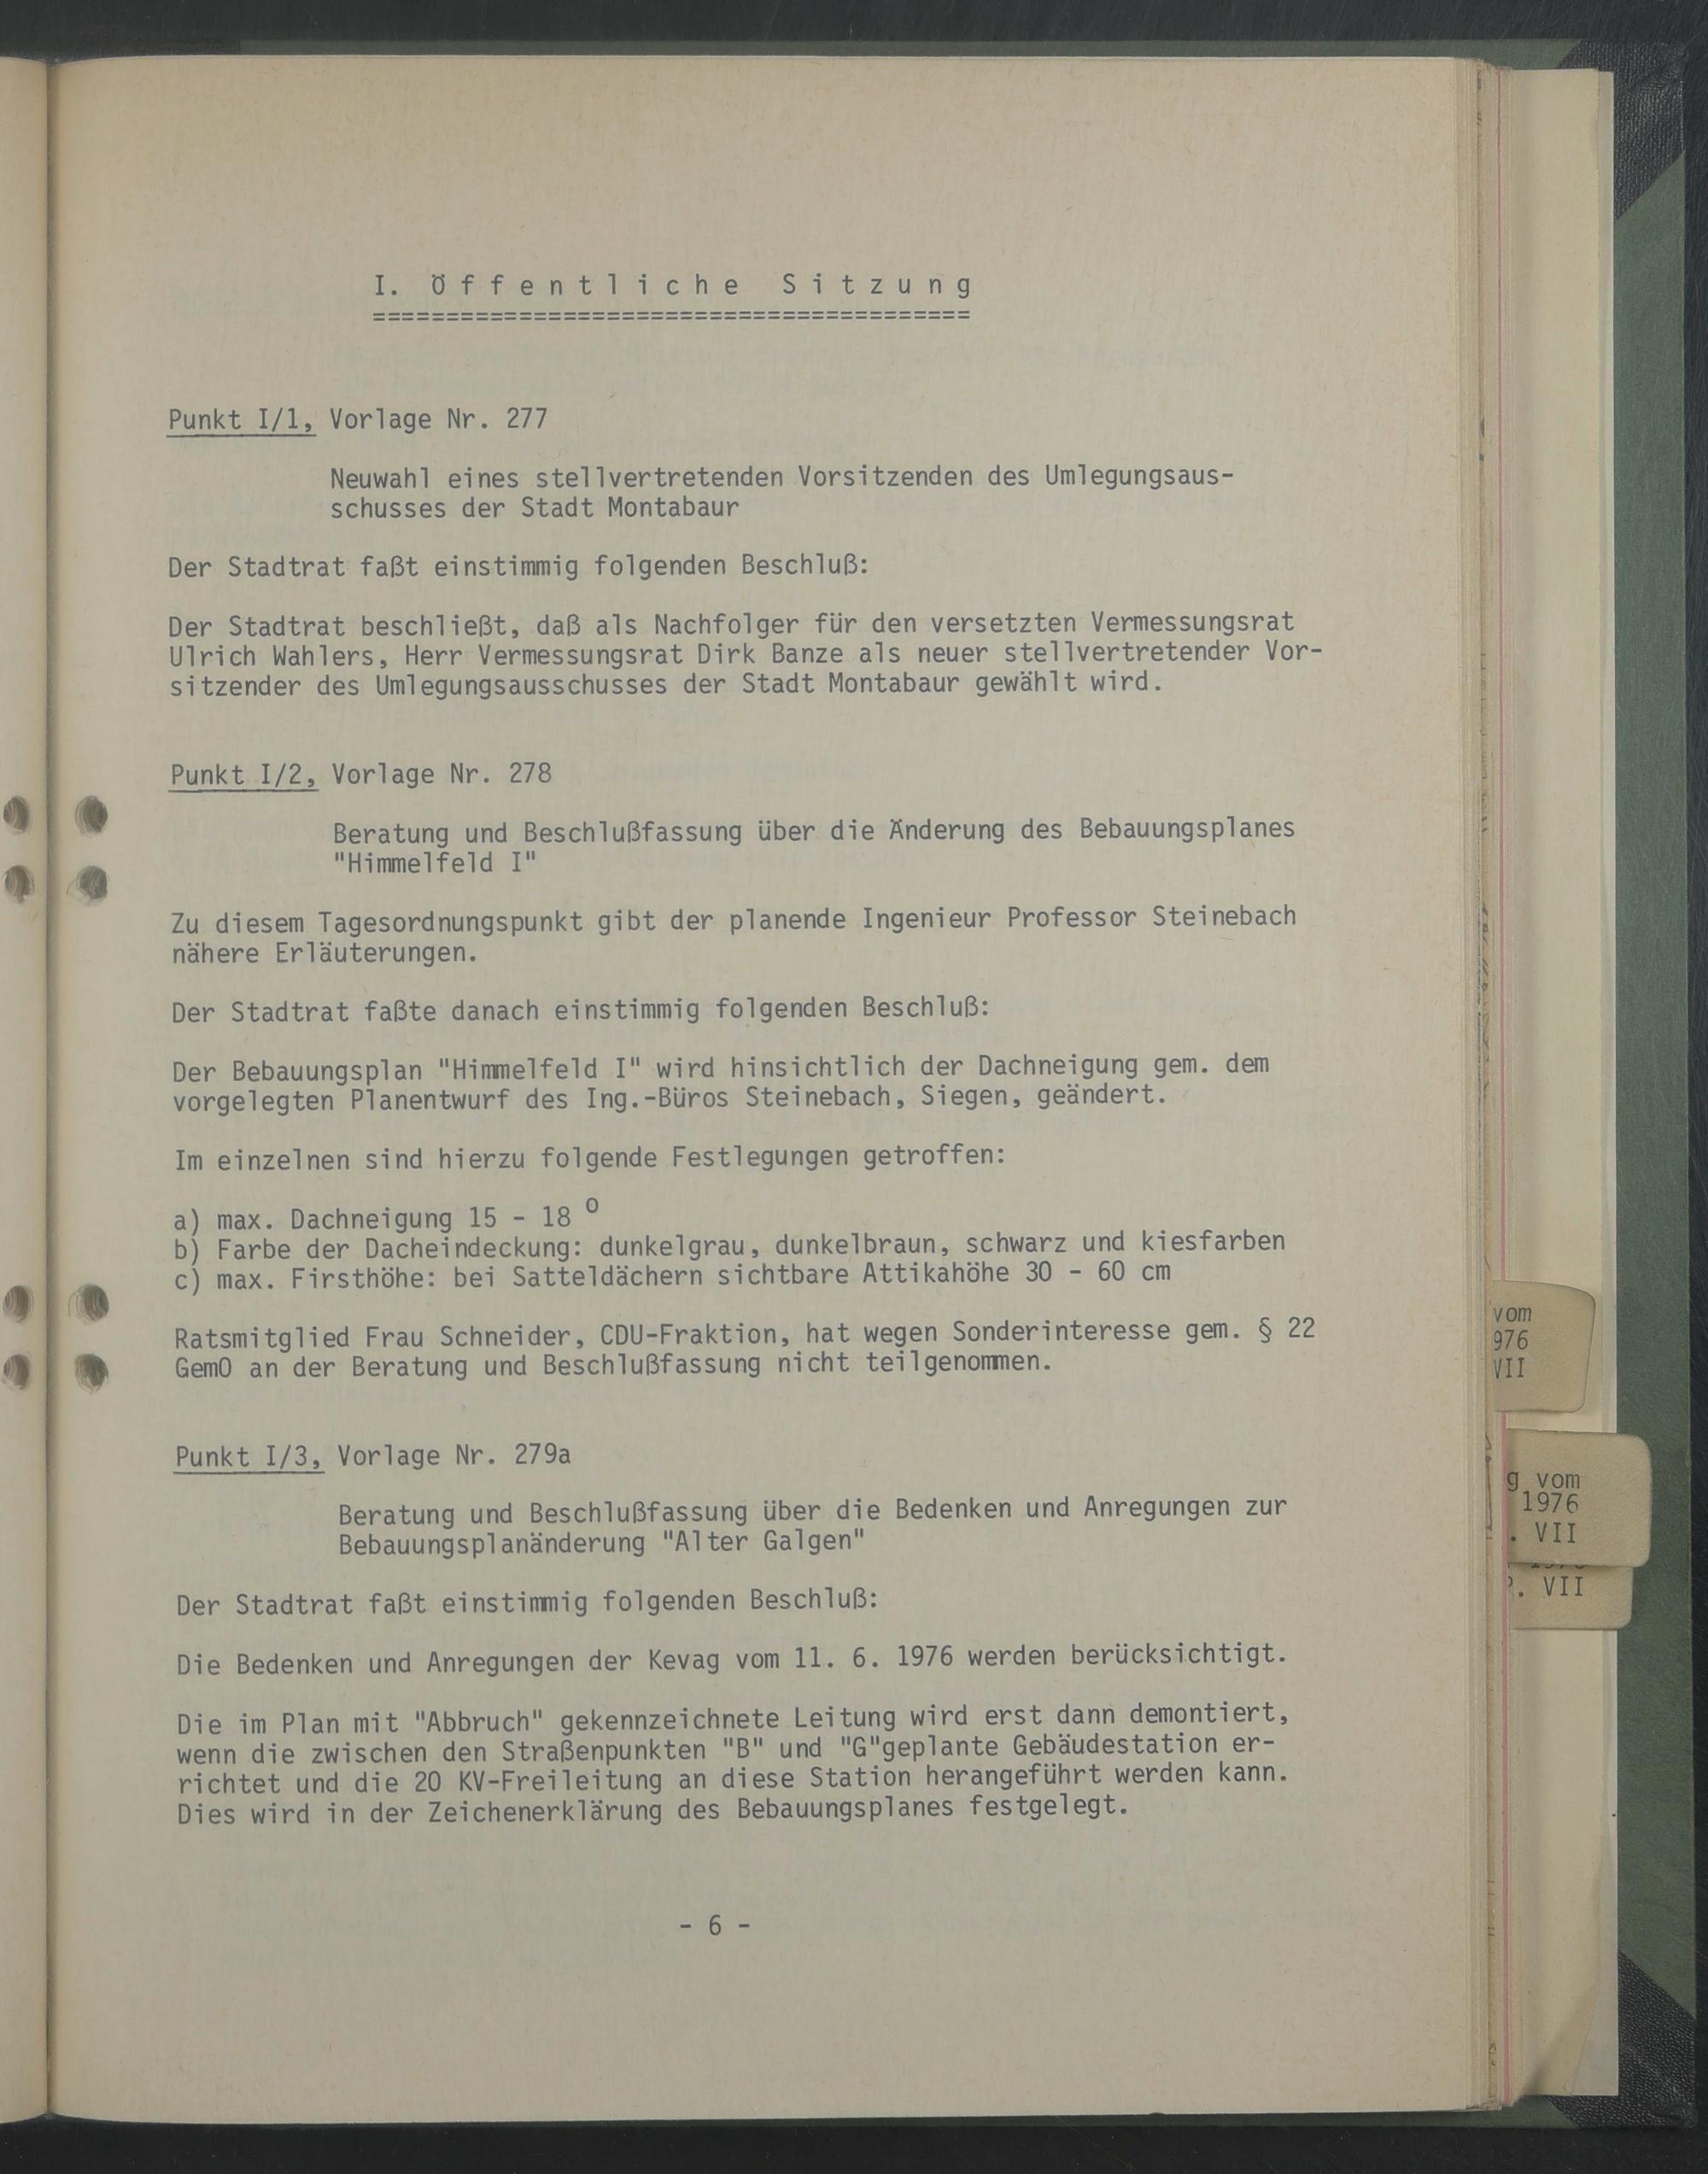 I. Öffentliche Sitzung
=========================================
Punkt I/1, Vorlage Nr. 277
Neuwahl eines stellvertretenden Vorsitzenden des Umlegungsaus-
schusses der Stadt Montabaur
Der Stadtrat faßt einstimmig folgenden Beschluß:
Der Stadtrat beschließt, daß als Nachfolger für den versetzten Vermessungsrat
Ulrich Wahlers, Herr Vermessungsrat Dirk Banze als neuer stellvertretender Vor-
sitzender des Umlegungsausschusses der Stadt Montabaur gewählt wird.
Punkt I/2, Vorlage Nr. 278
Beratung und Beschlußfassung über die Änderung des Bebauungsplanes
"Himmelfeld I"
Zu diesem Tagesordnungspunkt gibt der planende Ingenieur Professor Steinebach
nähere Erläuterungen.
Der Stadtrat faßte danach einstimmig folgenden Beschluß:
Der Bebauungsplan "Himmelfeld I" wird hinsichtlich der Dachneigung gem. dem
vorgelegten Planentwurf des Ing.-Büros Steinebach, Siegen, geändert.
Im einzelnen sind hierzu folgende Festlegungen getroffen:
a) max. Dachneigung 15 - 18 °
b) Farbe der Dacheindeckung: dunkelgrau, dunkelbraun, schwarz und kiesfarben
c) max. Firsthöhe: bei Satteldächern sichtbare Attikahöhe 30 - 60 cm
Ratsmitglied Frau Schneider, CDU-Fraktion, hat wegen Sonderinteresse gem. § 22
GemO an der Beratung und Beschlußfassung nicht teilgenommen.
Punkt I/3, Vorlage Nr. 279a
Beratung und Beschlußfassung über die Bedenken und Anregungen zur
Bebauungsplanänderung "Alter Galgen"
Der Stadtrat faßt einstimmig folgenden Beschluß:
Die Bedenken und Anregungen der Kevag vom 11. 6. 1976 werden berücksichtigt.
Die im Plan mit "Abbruch" gekennzeichnete Leitung wird erst dann demontiert,
wenn die zwischen den Straßenpunkten "B" und "G"geplante Gebäudestation er-
richtet und die 20 KV-Freileitung an diese Station herangeführt werden kann.
Dies wird in der Zeichenerklärung des Bebauungsplanes festgelegt.
- 6 -
vom
976
VII
g vom
1976
. VII
. VII